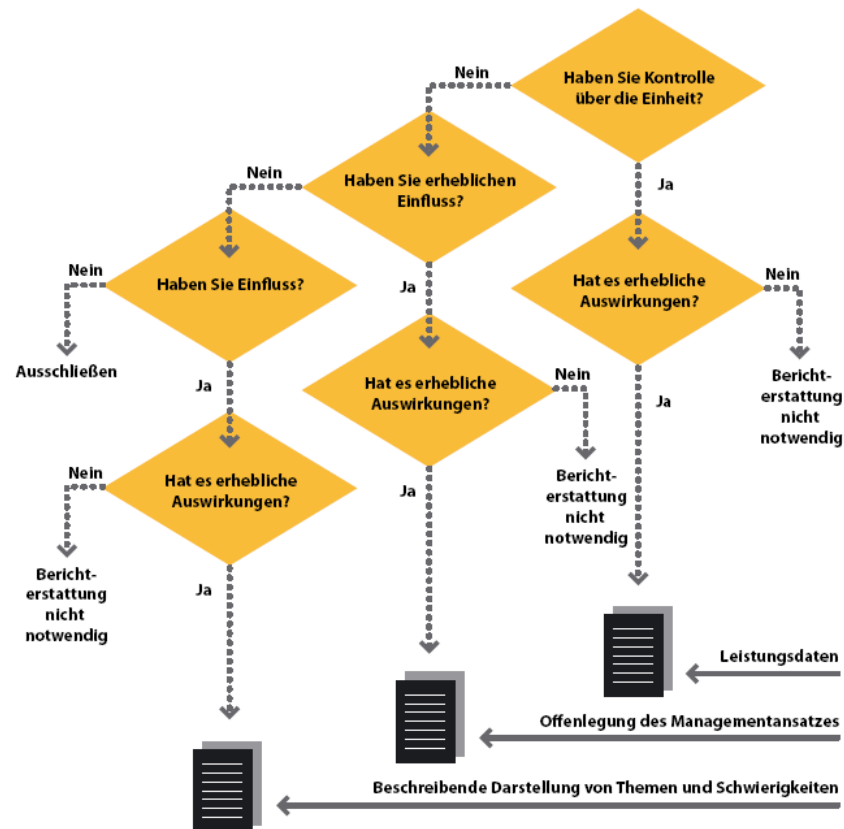 Nein
Haben Sie Kontrolle
über die Einheit?
Nein
Haben Sie erheblichen
Einfluss?
Ja
Nein
Haben Sie Einfluss?
Ja
Hat es erhebliche
Auswirkungen?
Nein
Ausschließen
Ja
Hat es erhebliche
Auswirkungen?
Nein
Ja
Bericht-
erstattung
nicht
notwendig
Nein
Hat es erhebliche
Auswirkungen?
Ja
Bericht-
erstattung
nicht
notwendig
Bericht-
erstattung
nicht
notwendig
Ja
Leistungsdaten
Offenlegung des Managementansatzes
Beschreibende Darstellung von Themen und Schwierigkeiten